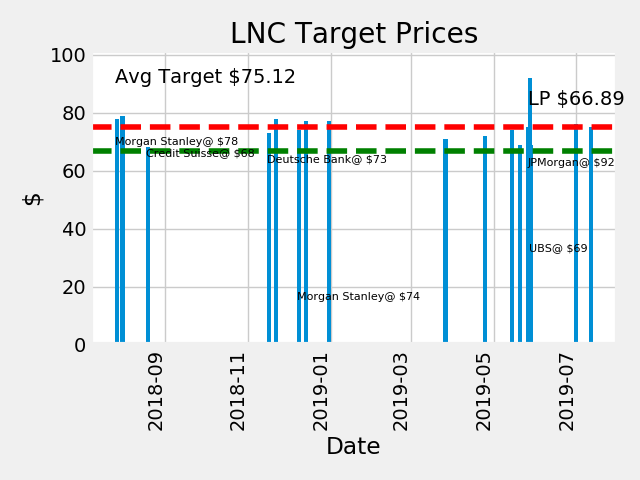 LNC Target Prices
100
80
60
40
20
0
$
Avg Target $75.12
LP $66.89
Morgan Stanley@ $78
Credit Suisse@ $68
Deutsche Bank@ $73
JPMorgan@ $92
UBS@ $69
Morgan Stanley@ $74
2018-09
2018-11
2019-01
2019-03
2019-05
2019-07
Date